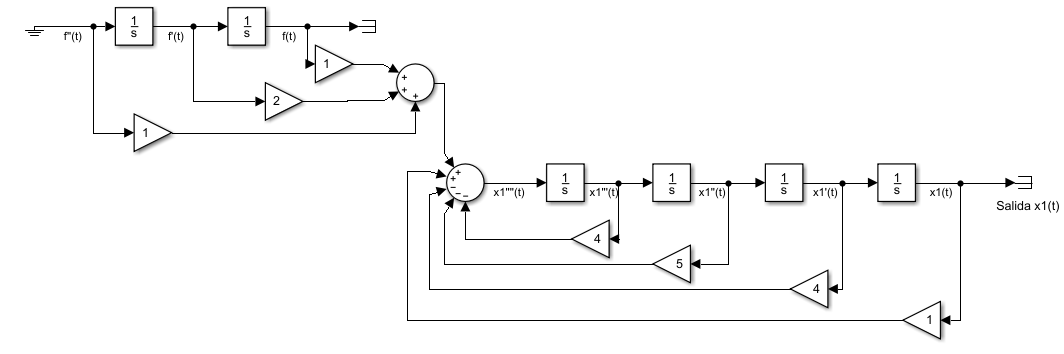 1
s
1
s
f''(t)
f'(t)
f(t)
1
+
+
+
2
1
+
+
−
−
−
1
s
1
s
1
s
1
s
x1''''(t)
x1'''(t)
x1''(t)
x1'(t)
x1(t)
Salida x1(t)
4
5
4
1